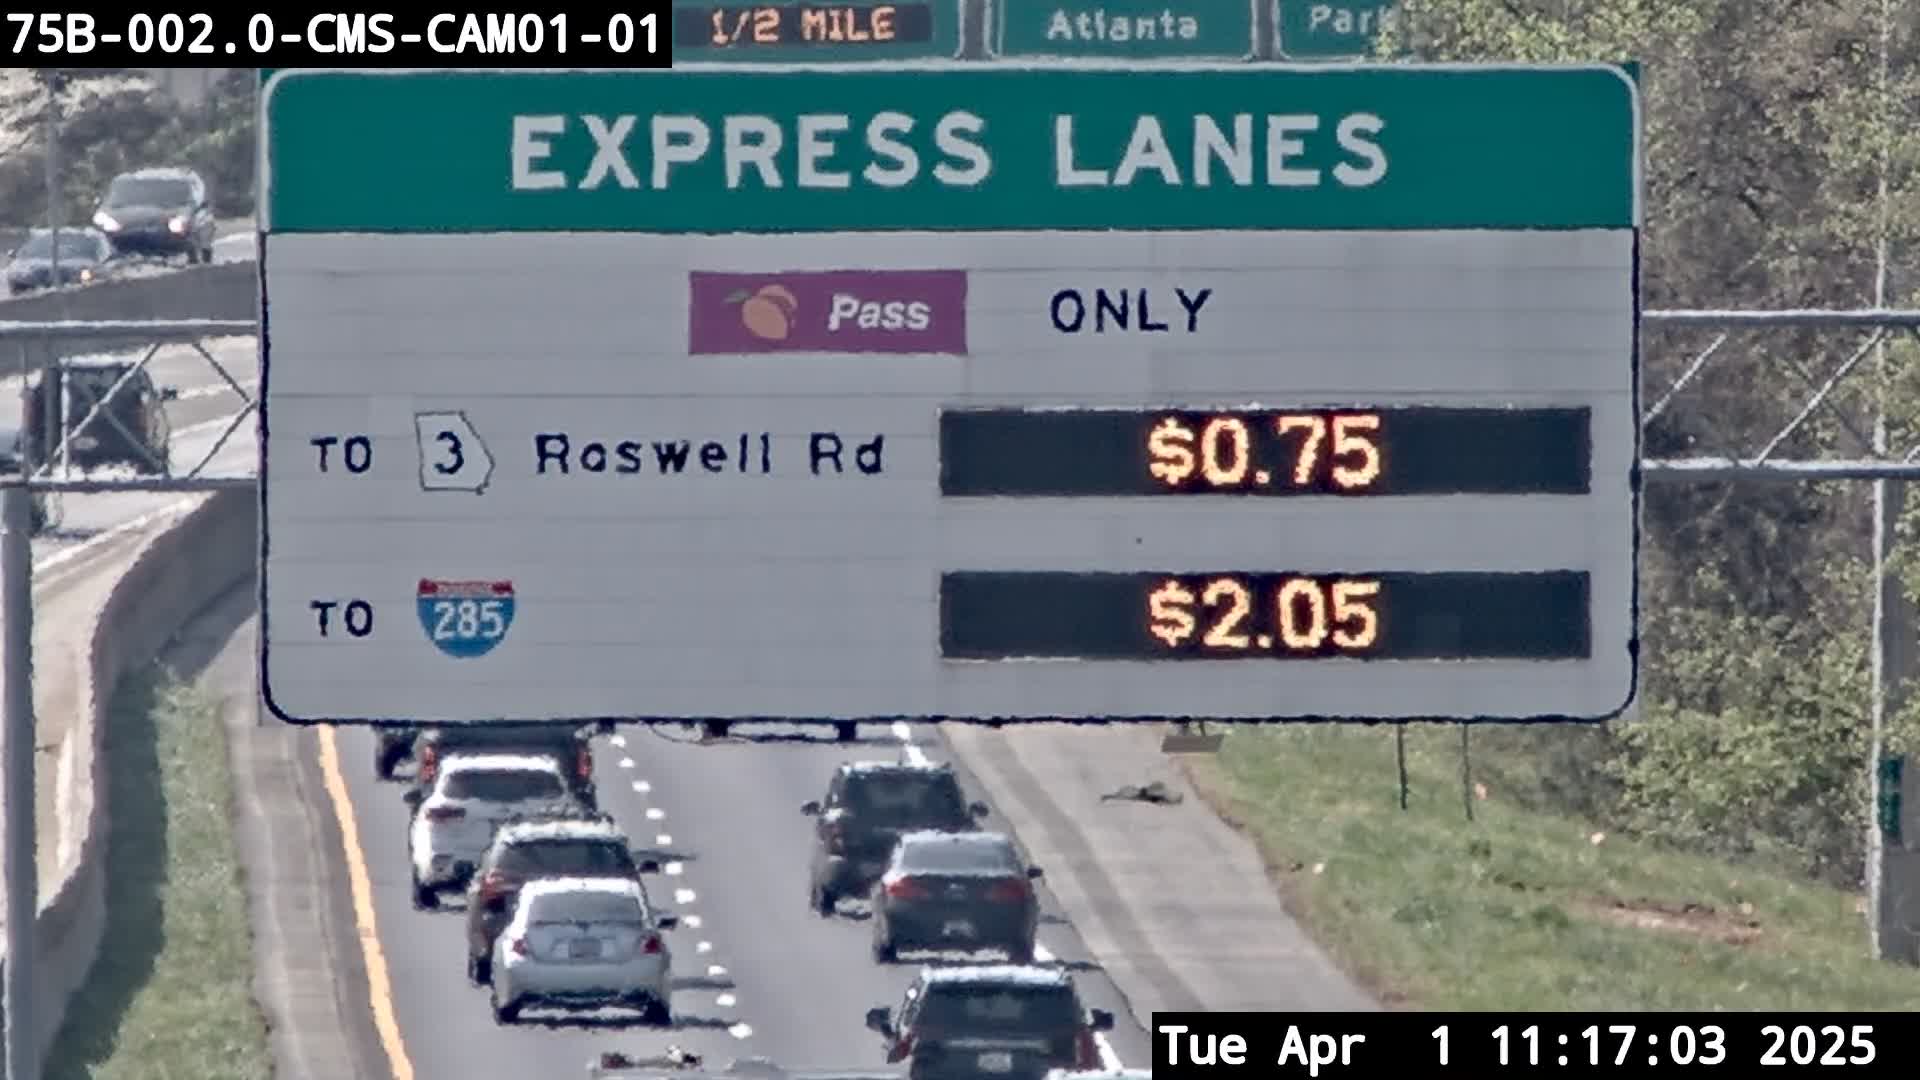 75B-002.0-CMS-CAM01-01
1/2 MILE
Atlanta
Park
EXPRESS LANES
Pass ONLY
TO 3 Roswell Rd $0.75
TO 285 $2.05
Tue Apr 1 11:17:03 2025